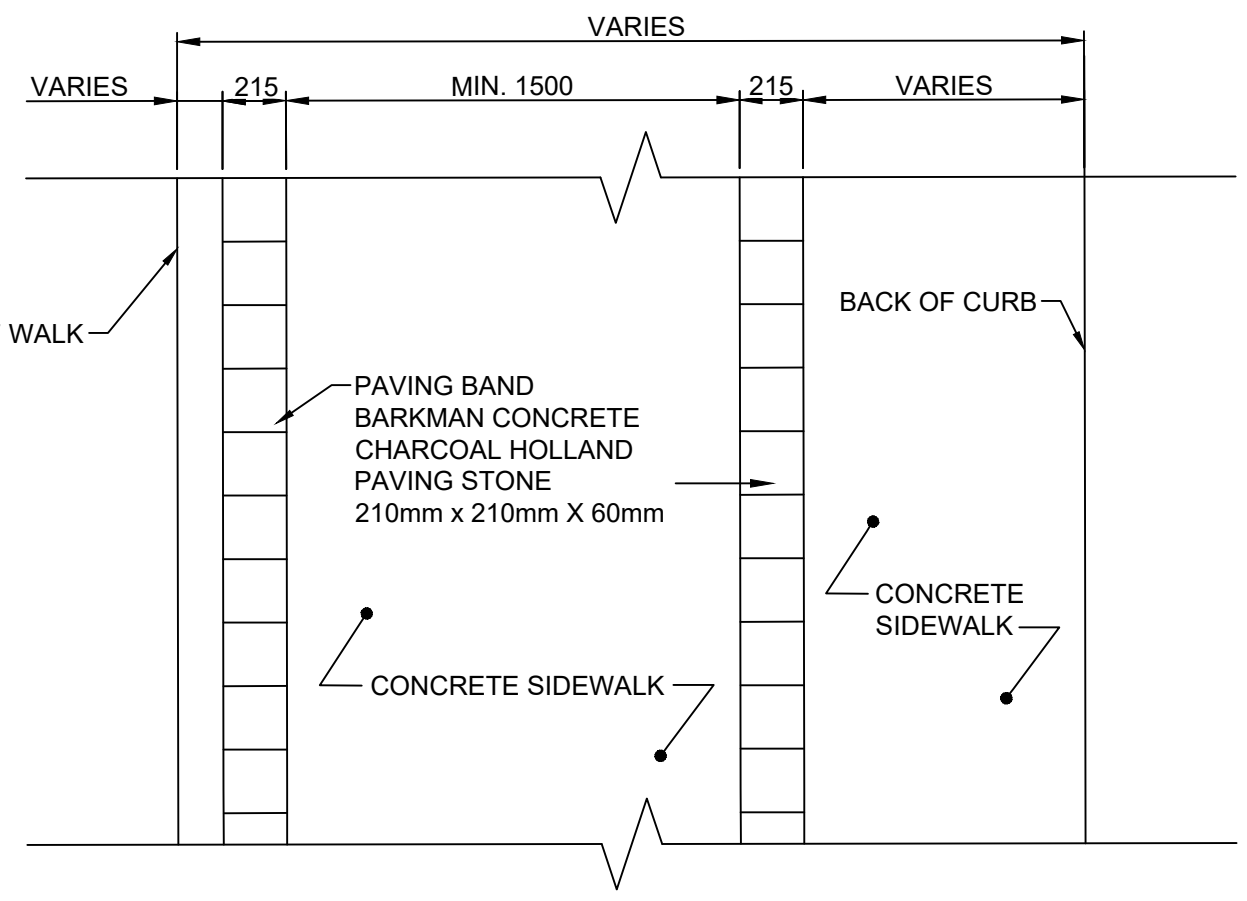 VARIES
VARIES
215
MIN. 1500
215
VARIES
BACK OF CURB
WALK
PAVING BAND
BARKMAN CONCRETE
CHARCOAL HOLLAND
PAVING STONE
210mm x 210mm X 60mm
CONCRETE
SIDEWALK
CONCRETE SIDEWALK